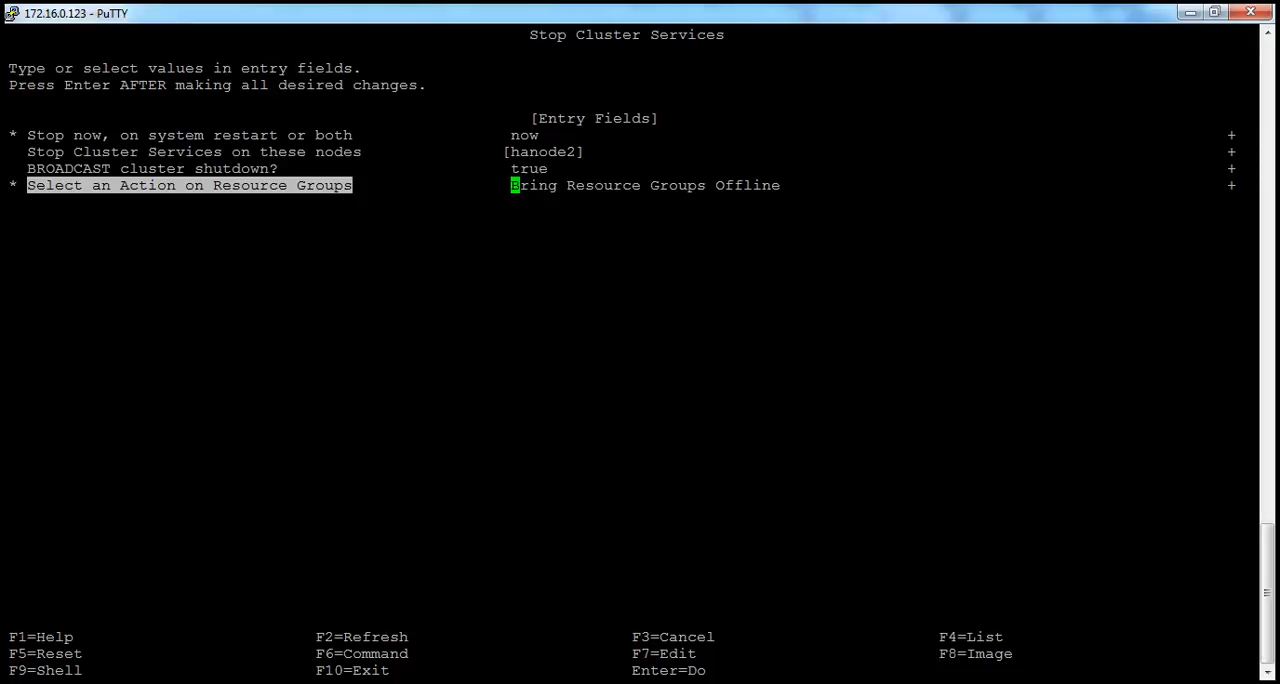 172.16.0.123 - PuTTY
Stop Cluster Services
Type or select values in entry fields.
Press Enter AFTER making all desired changes.
[Entry Fields]
* Stop now, on system restart or both now +
Stop Cluster Services on these nodes [hanode2] +
BROADCAST cluster shutdown? true +
* Select an Action on Resource Groups Bring Resource Groups Offline +
F1=Help F2=Refresh F3=Cancel F4=List
F5=Reset F6=Command F7=Edit F8=Image
F9=Shell F10=Exit Enter=Do